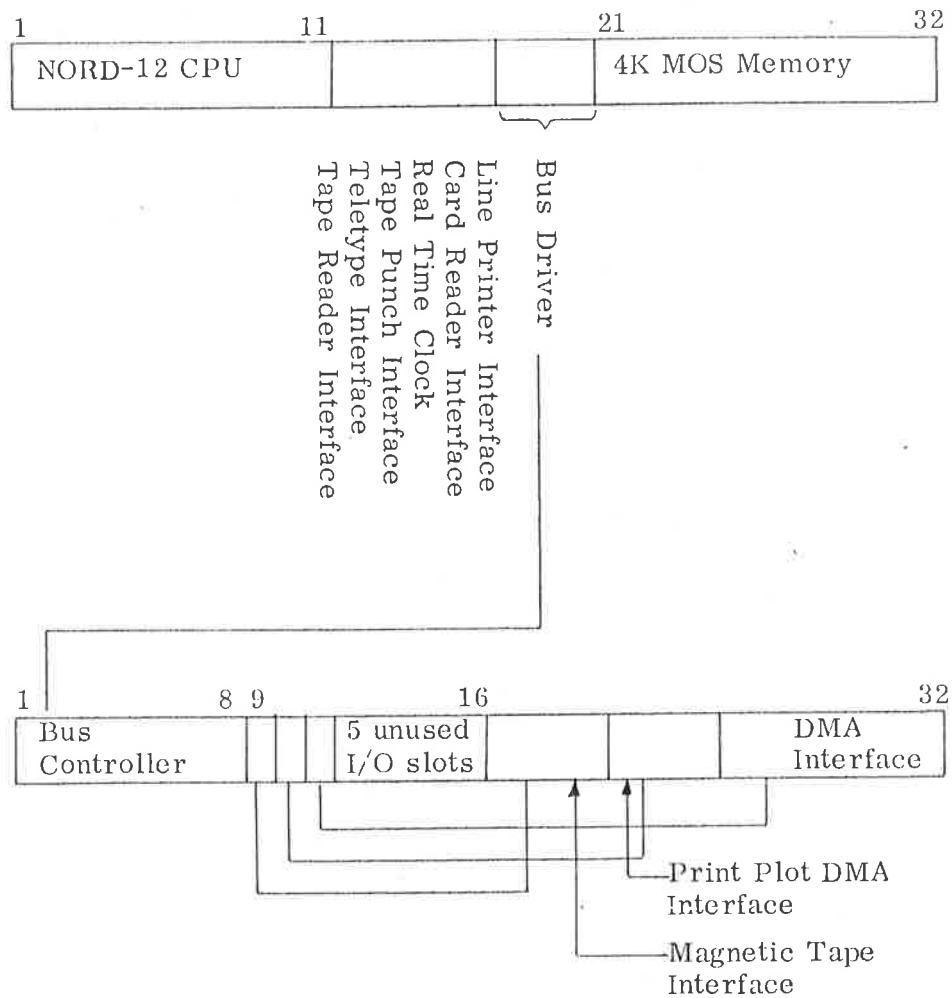 1 11 21 32
NORD-12 CPU
4K MOS Memory
Bus Driver
Line Printer Interface
Card Reader Interface
Real Time Clock
Tape Punch Interface
Teletype Interface
Tape Reader Interface
1 8 9 16 32
Bus
Controller
5 unused
I/O slots
DMA
Interface
Print Plot DMA
Interface
Magnetic Tape
Interface